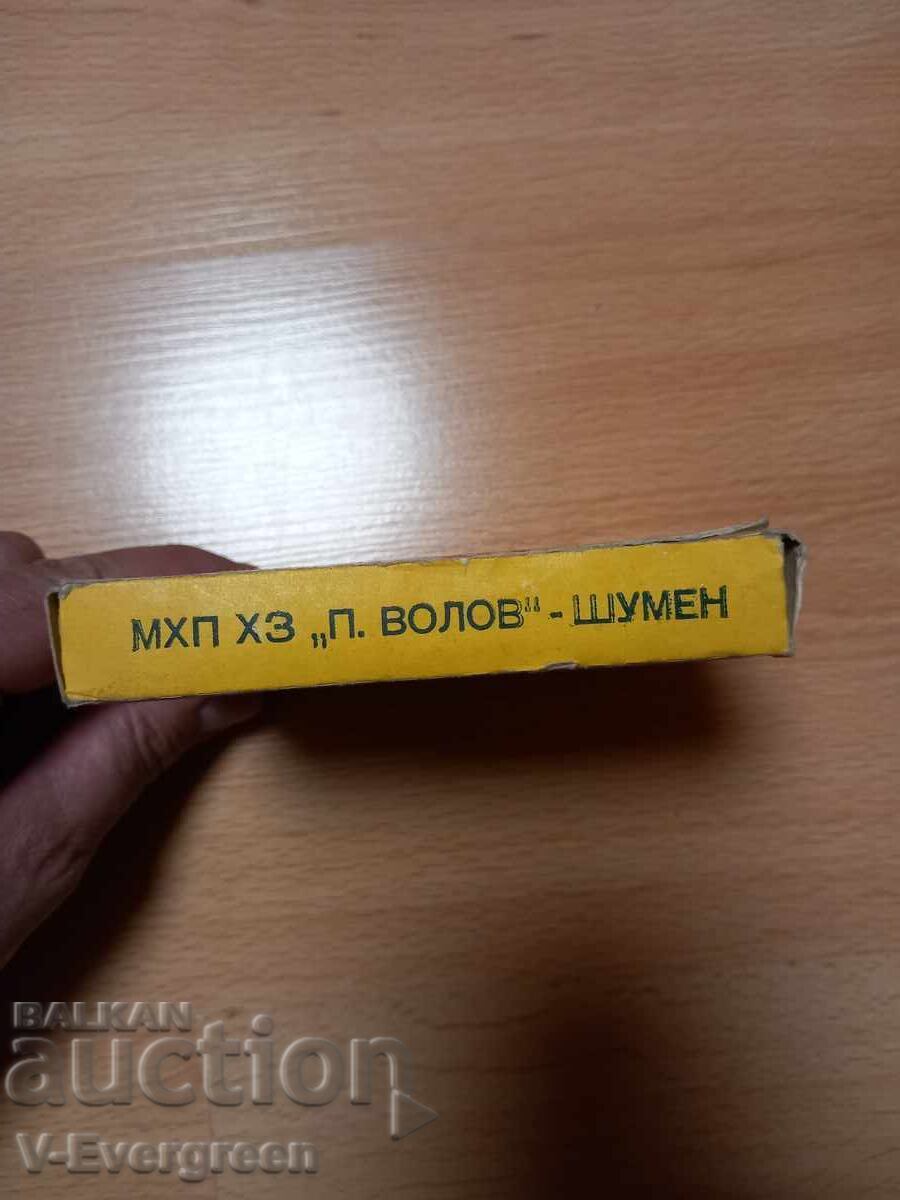 МХП ХЗ „П. ВОЛОВ“ - ШУМЕН
BALKAN
auction
V-Evergreen